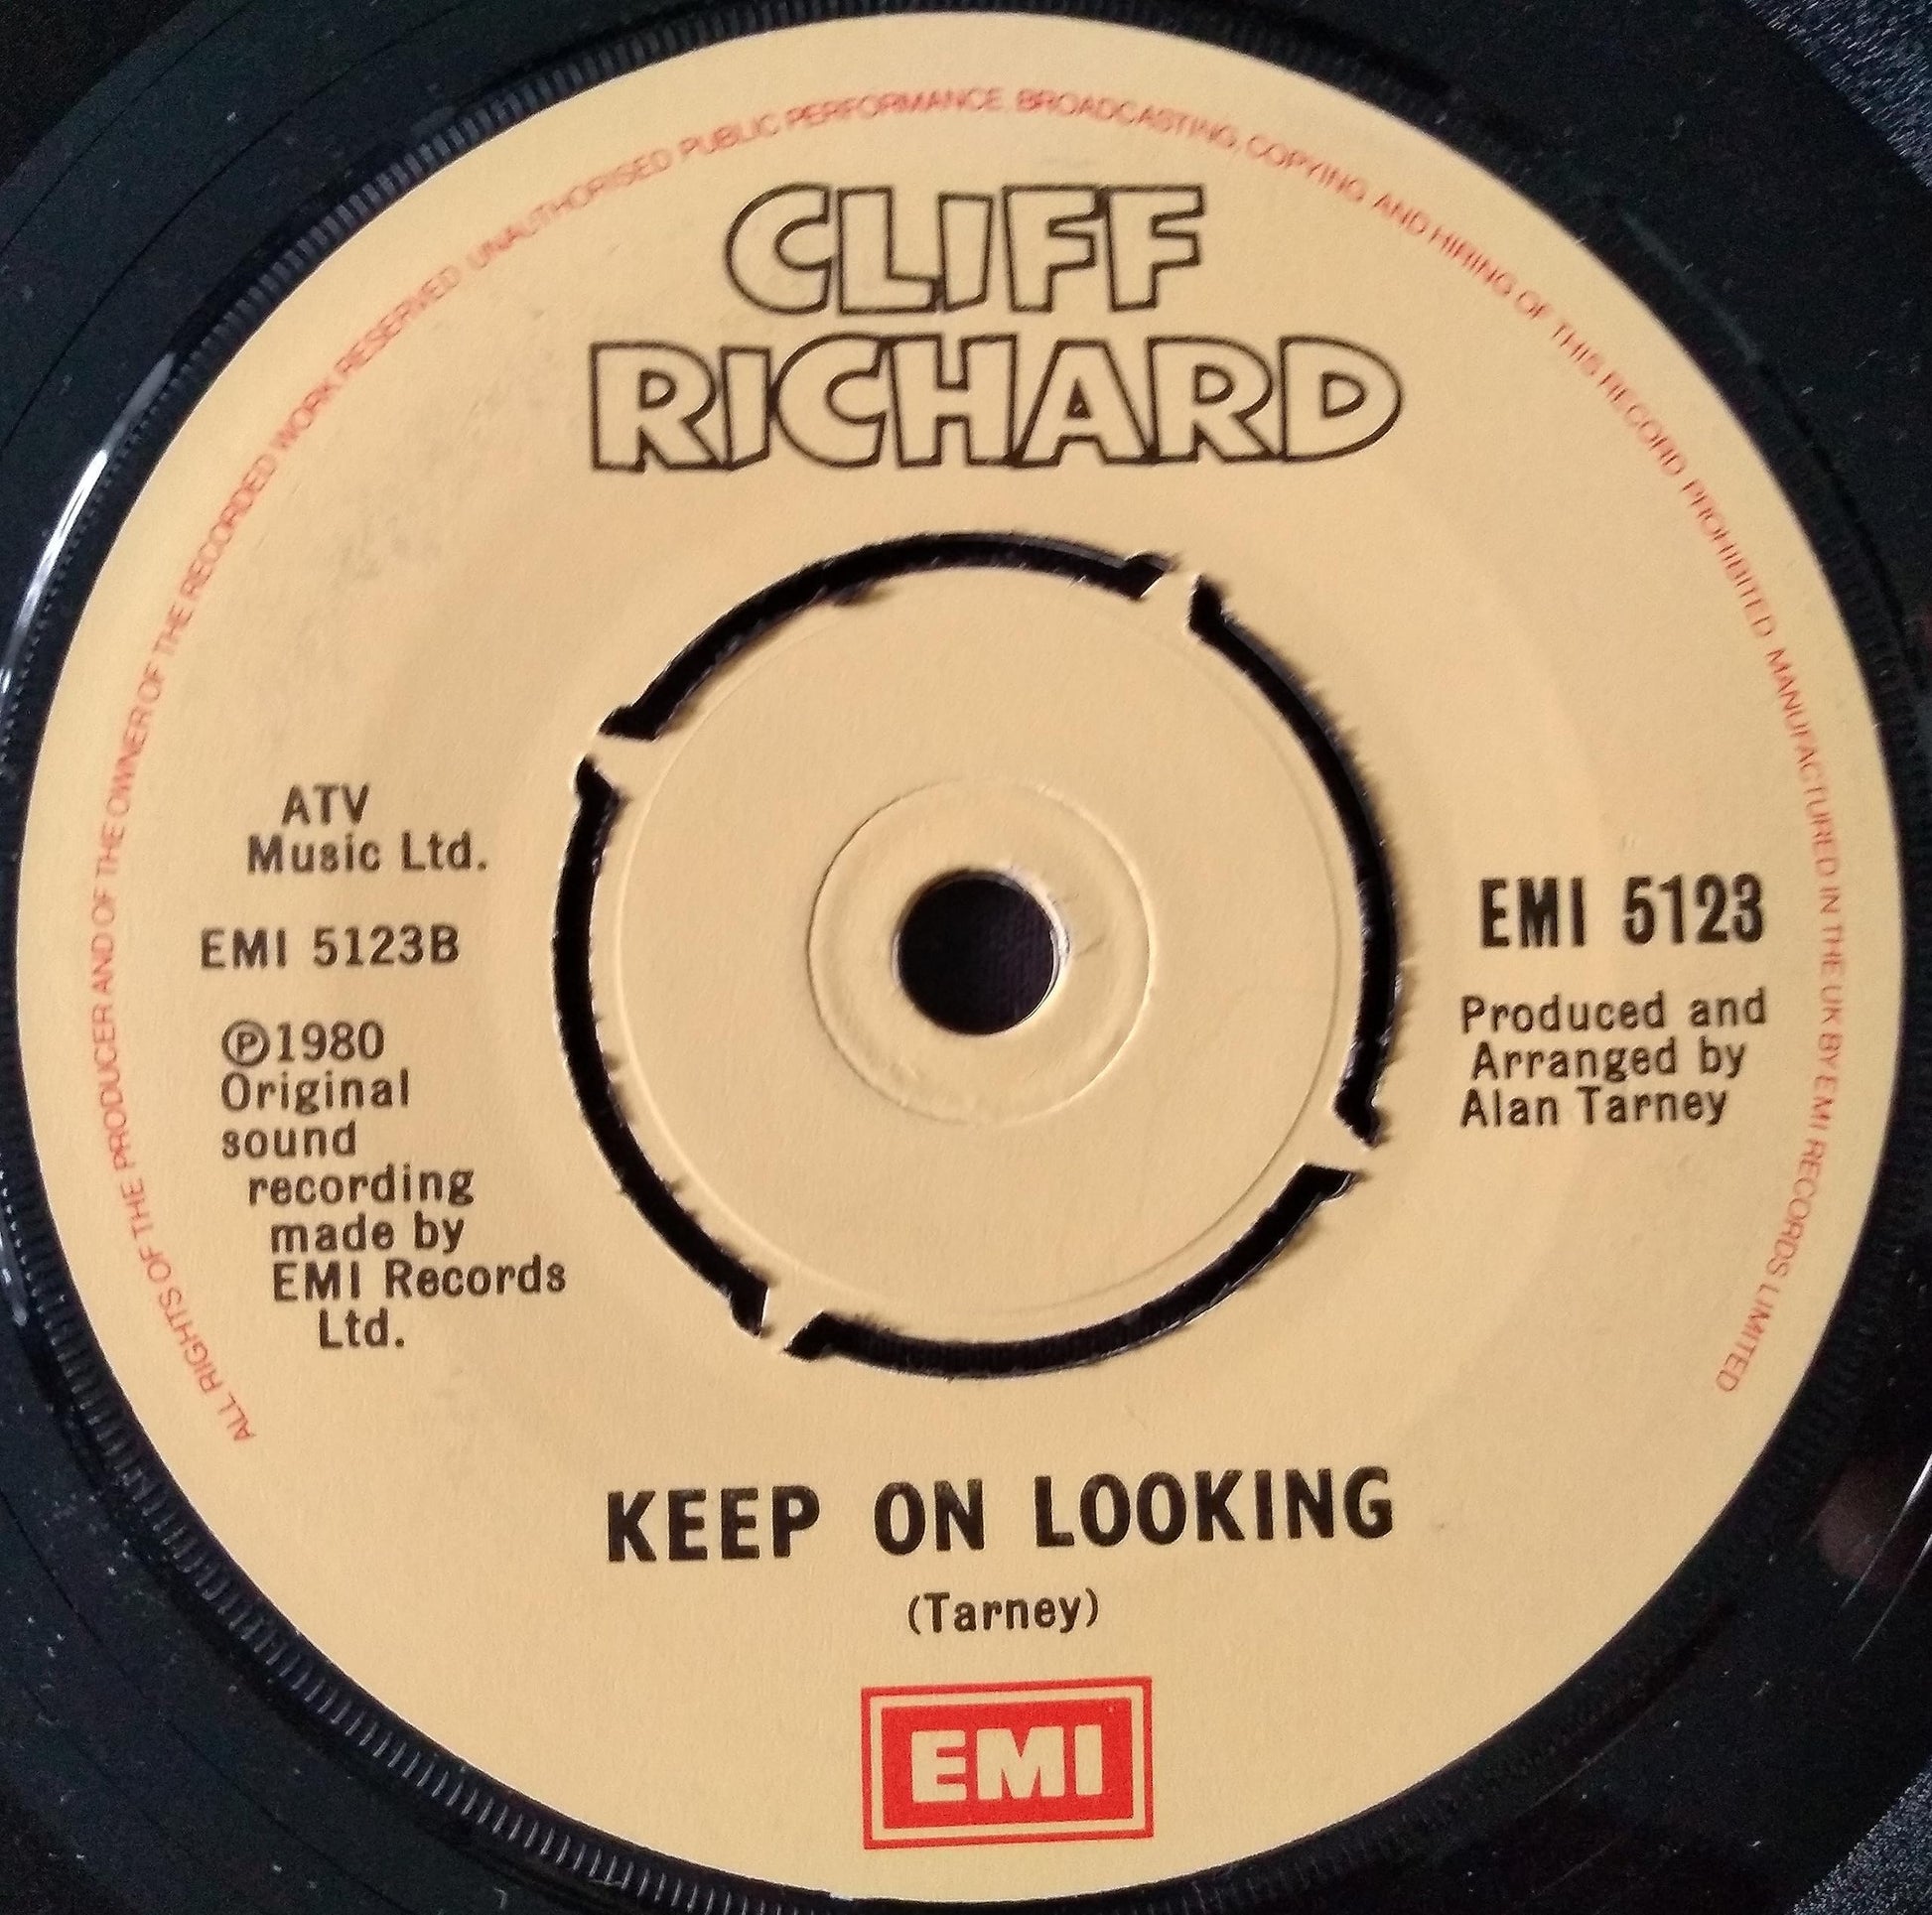 ALL RIGHTS OF THE PRODUCER AND OF THE OWNER OF THE RECORDED WORK RESERVED. UNAUTHORISED PUBLIC PERFORMANCE, BROADCASTING, COPYING AND HIRING OF THIS RECORD PROHIBITED. MANUFACTURED IN THE UK BY EMI RECORDS LIMITED
CLIFF
RICHARD
ATV
Music Ltd.
EMI 5123B
℗1980
Original
sound
recording
made by
EMI Records
Ltd.
EMI 5123
Produced and
Arranged by
Alan Tarney
KEEP ON LOOKING
(Tarney)
EMI